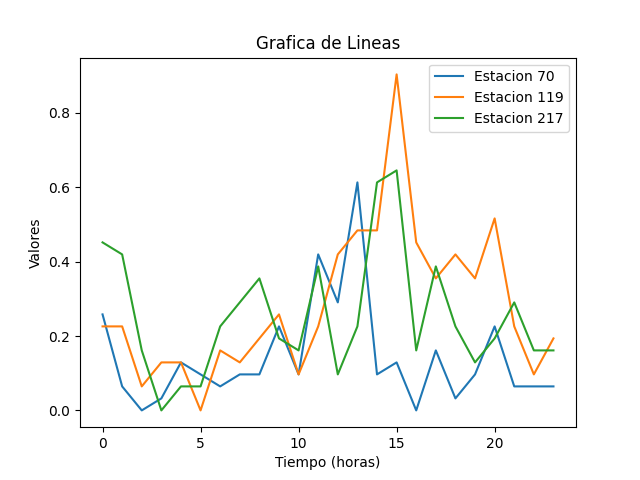 Grafica de Lineas
Estacion 70
Estacion 119
Estacion 217
Valores
0.8
0.6
0.4
0.2
0.0
0 5 10 15 20
Tiempo (horas)